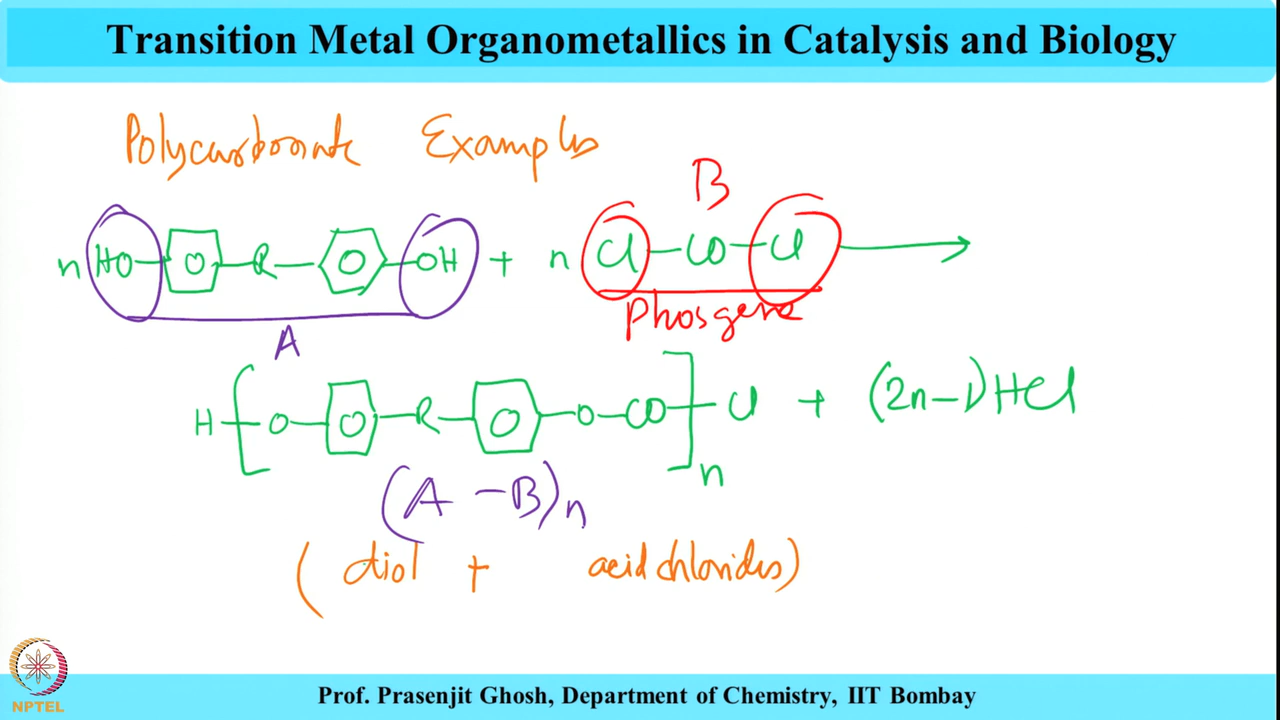 Transition Metal Organometallics in Catalysis and Biology
Polycarbonate Examples
B
n HO-R-OH + n Cl-CO-Cl →
Phosgene
A
H-[O-R-O-CO]n-Cl + (2n-1)HCl
(A-B)n
(diol + acid chlorides)
NPTEL
Prof. Prasenjit Ghosh, Department of Chemistry, IIT Bombay